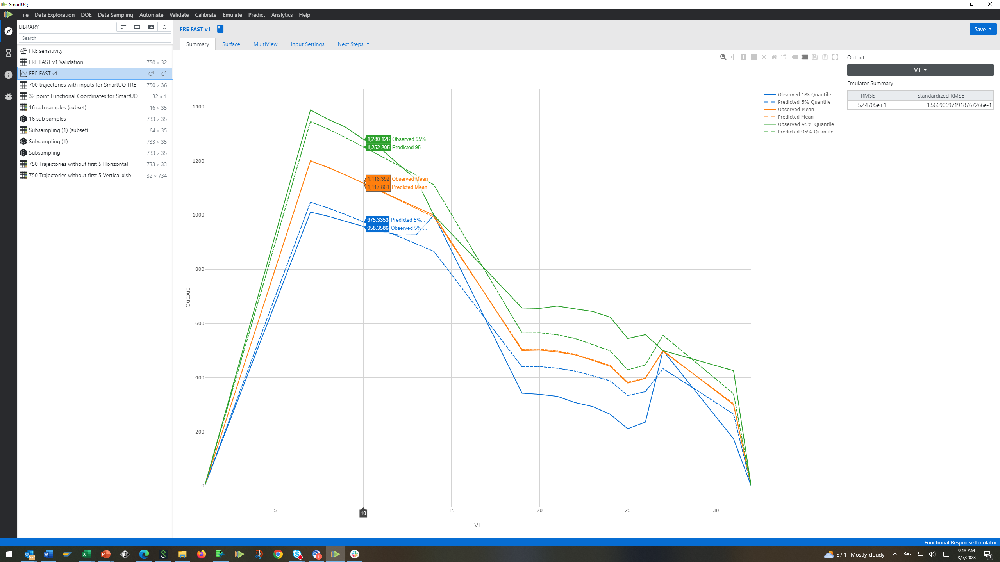 SmartUQ
File Data Exploration DOE Data Sampling Automate Validate Calibrate Emulate Predict Analytics Help
LIBRARY
Search
FRE sensitivity
FRE FAST v1 Validation 750 × 32
FRE FAST v1 C⁴ → C¹
700 trajectories with inputs for SmartUQ FRE 750 × 36
32 point Functional Coordinates for SmartUQ 32 × 1
16 sub samples (subset) 16 × 35
16 sub samples 733 × 35
Subsampling (1) (subset) 64 × 35
Subsampling (1) 733 × 35
Subsampling 733 × 35
750 Trajectories without first 5 Horizontal 733 × 33
750 Trajectories without first 5 Vertical.xlsb 32 × 734
FRE FAST v1
Save
Summary Surface MultiView Input Settings Next Steps
Observed 5% Quantile
Predicted 5% Quantile
Observed Mean
Predicted Mean
Observed 95% Quantile
Predicted 95% Quantile
1400
1200
1000
800
600
400
200
0
Output
1,280.126 Observed 95%...
1,252.205 Predicted 95...
1,118.392 Observed Mean
1,117.861 Predicted Mean
975.3353 Predicted 5%...
958.3586 Observed 5% ...
5 10 15 20 25 30
V1
Output
V1
Emulator Summary
RMSE Standardized RMSE
5.44705e+1 1.566906971918767266e-1
Functional Response Emulator
37°F Mostly cloudy
9:13 AM
3/7/2023
1
1